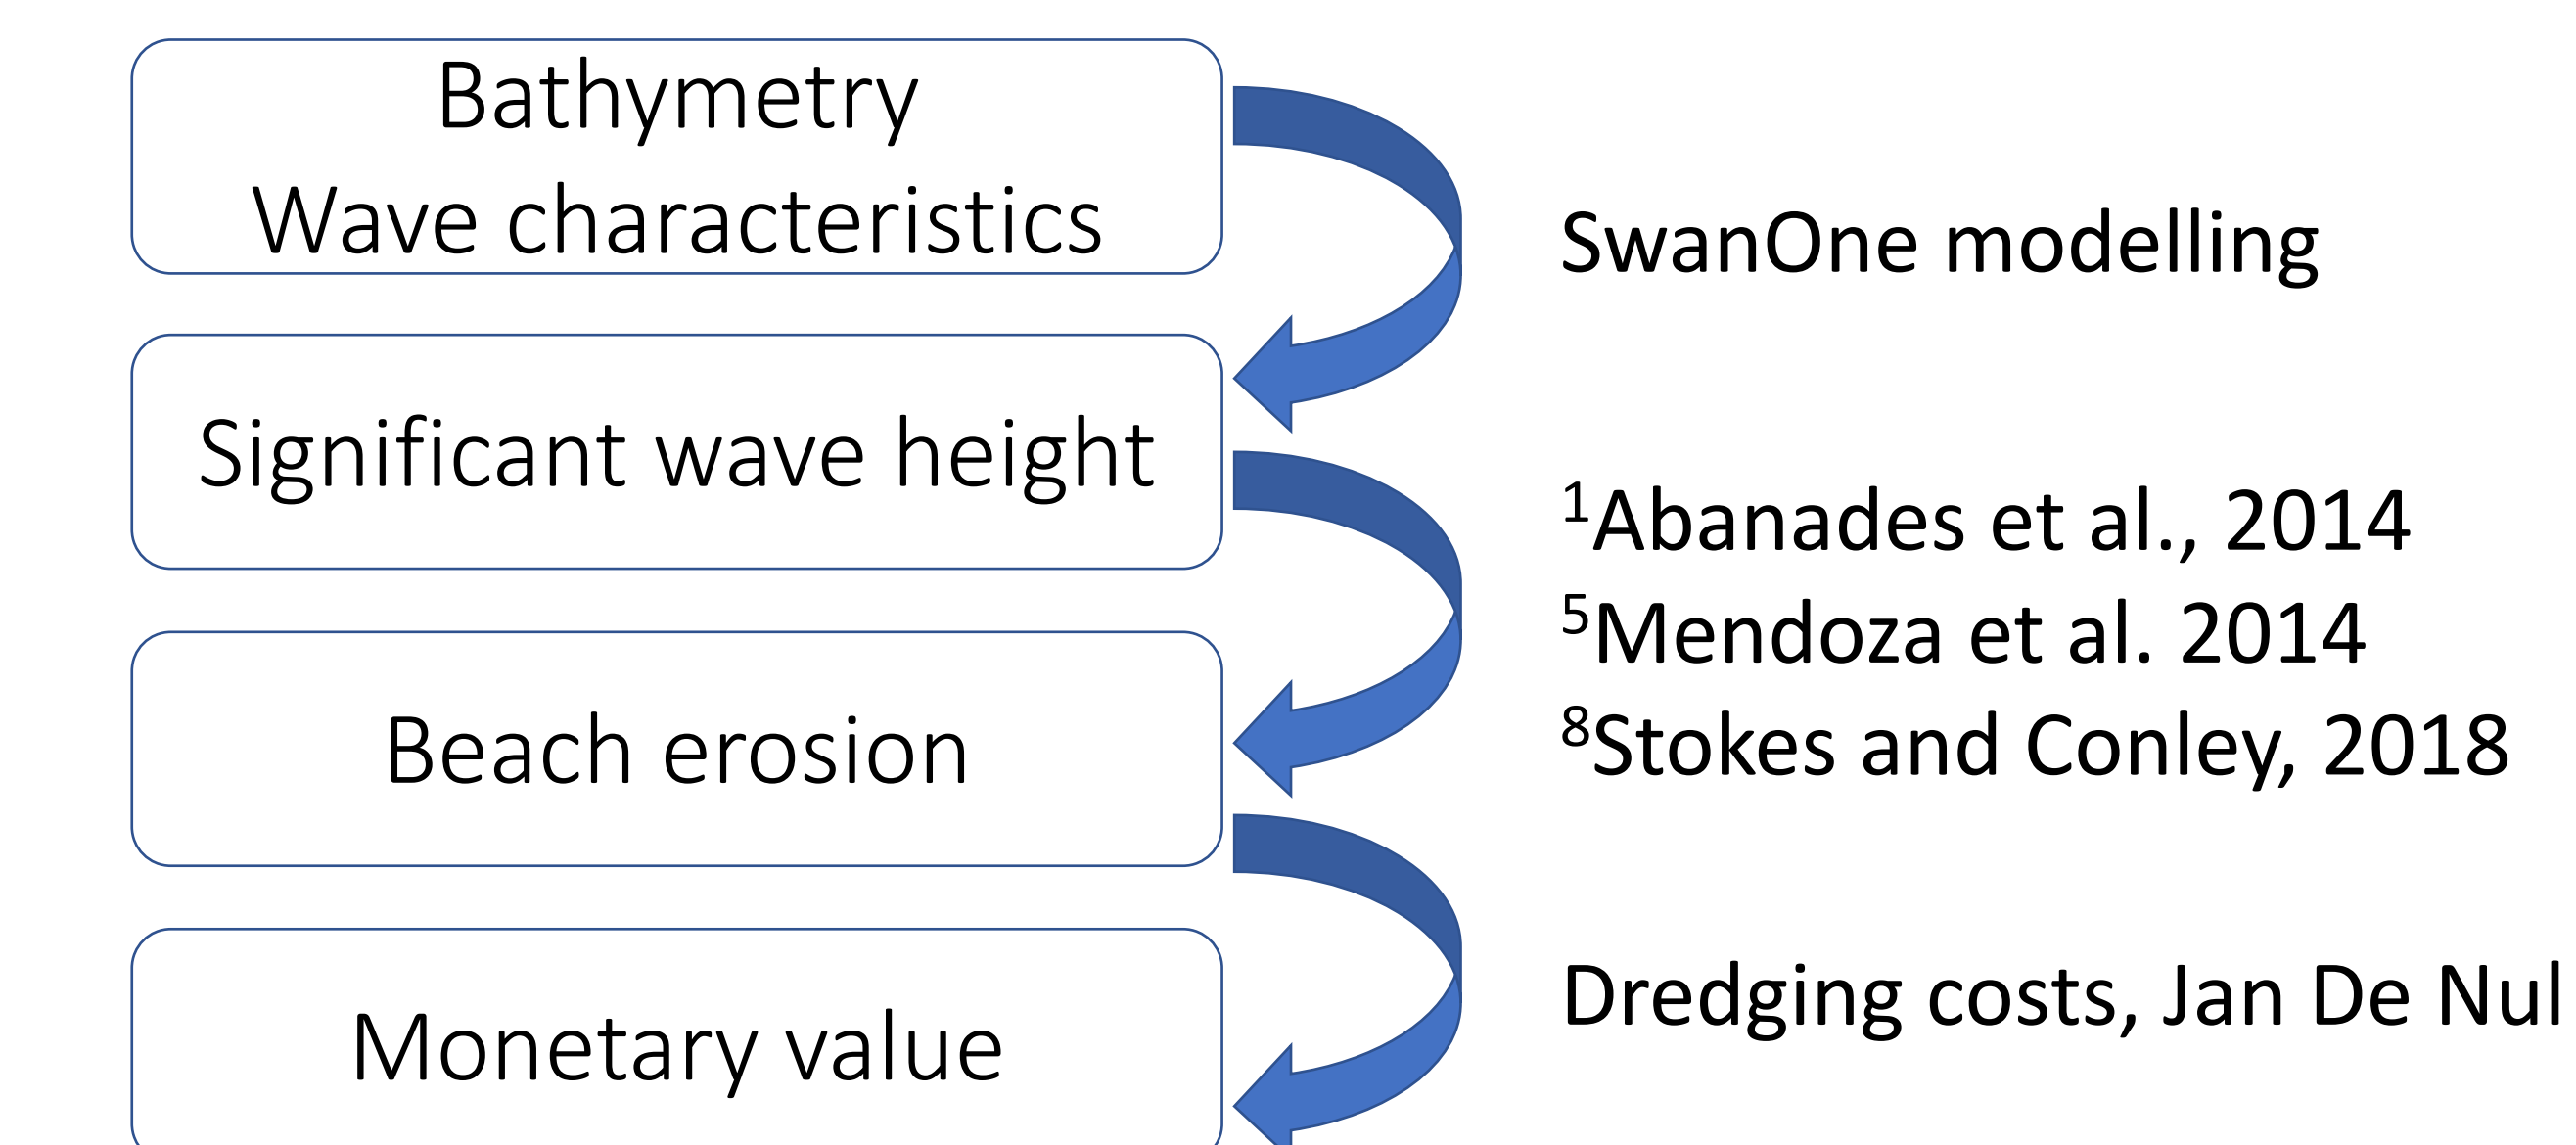 Bathymetry
Wave characteristics
SwanOne modelling
Significant wave height
¹Abanades et al., 2014
⁵Mendoza et al. 2014
⁸Stokes and Conley, 2018
Beach erosion
Dredging costs, Jan De Nul
Monetary value